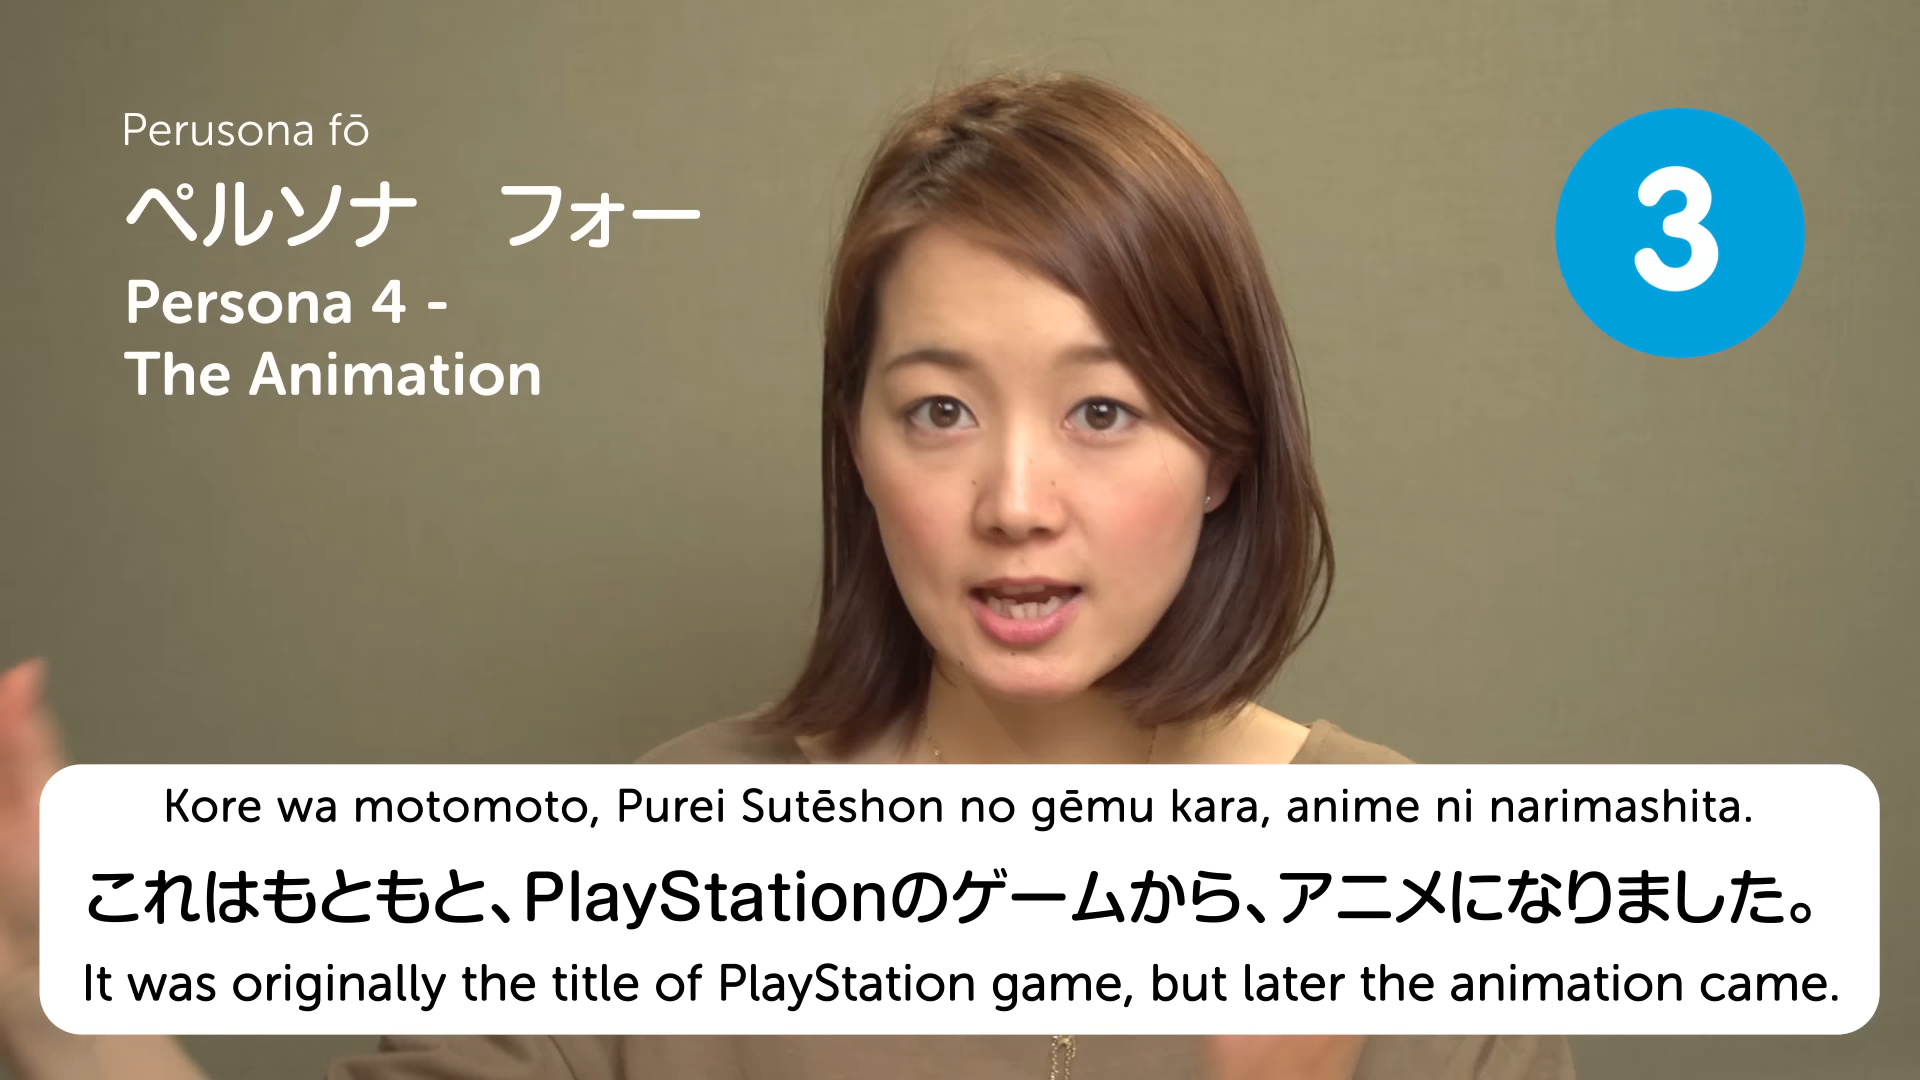 Perusona fō
ペルソナ　フォー
Persona 4 -
The Animation
3
Kore wa motomoto, Purei Sutēshon no gēmu kara, anime ni narimashita.
これはもともと、PlayStationのゲームから、アニメになりました。
It was originally the title of PlayStation game, but later the animation came.